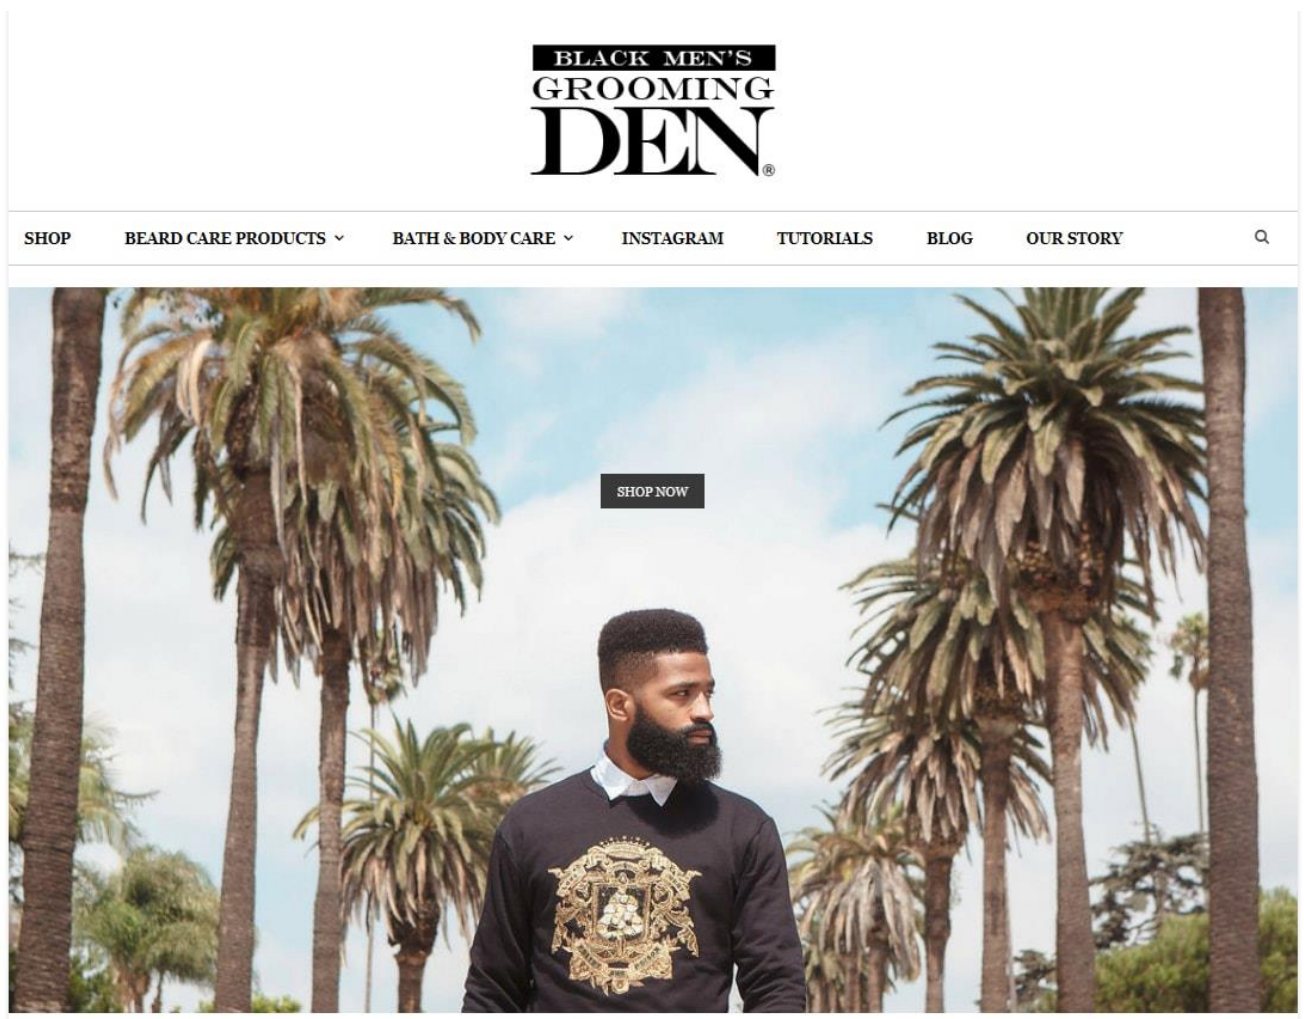 BLACK MEN'S
GROOMING
DEN®
SHOP BEARD CARE PRODUCTS BATH & BODY CARE INSTAGRAM TUTORIALS BLOG OUR STORY
SHOP NOW